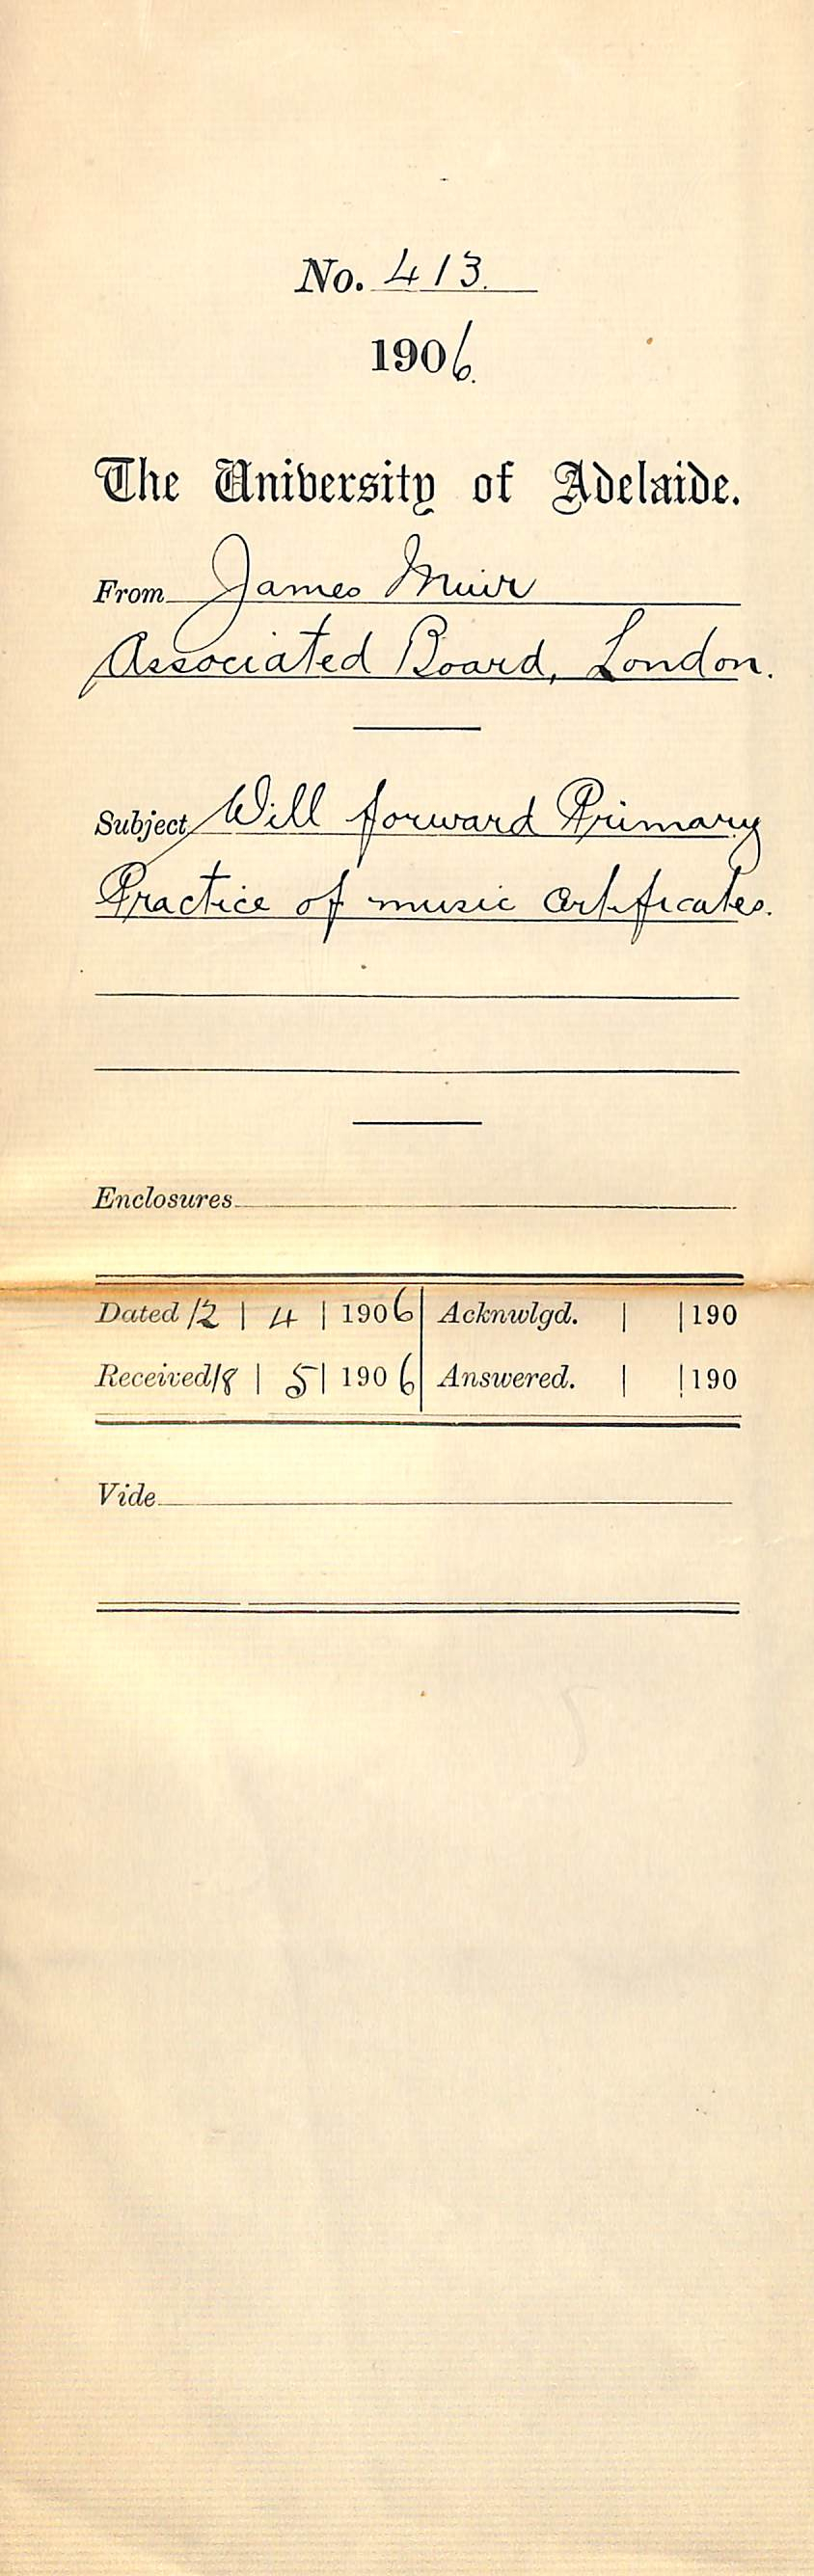 No. 413.
1906.
The University of Adelaide.
From James Muir
Associated Board, London.
Subject Will forward Primary
Practice of music certificates.
Enclosures
Dated 12 | 4 | 1906 Acknwlgd. | |190
Received 18 | 5 | 1906 Answered. | |190
Vide